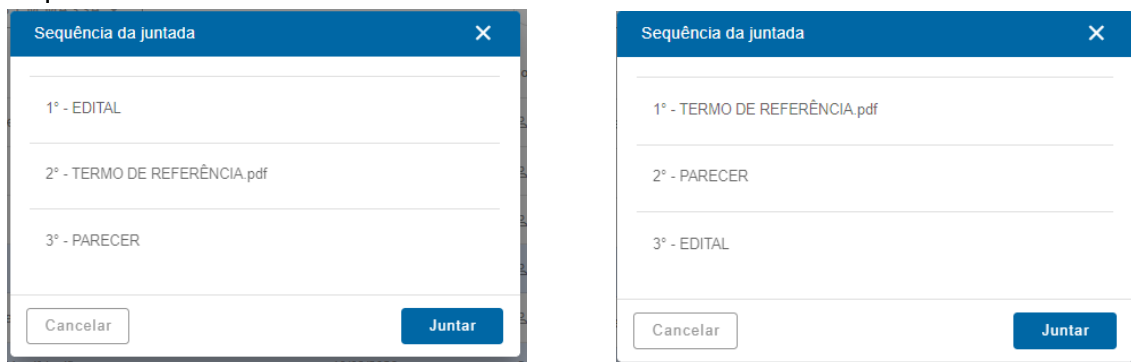 Sequência da juntada
1° - EDITAL
2° - TERMO DE REFERÊNCIA.pdf
3° - PARECER
Cancelar
Juntar
Sequência da juntada
1° - TERMO DE REFERÊNCIA.pdf
2° - PARECER
3° - EDITAL
Cancelar
Juntar